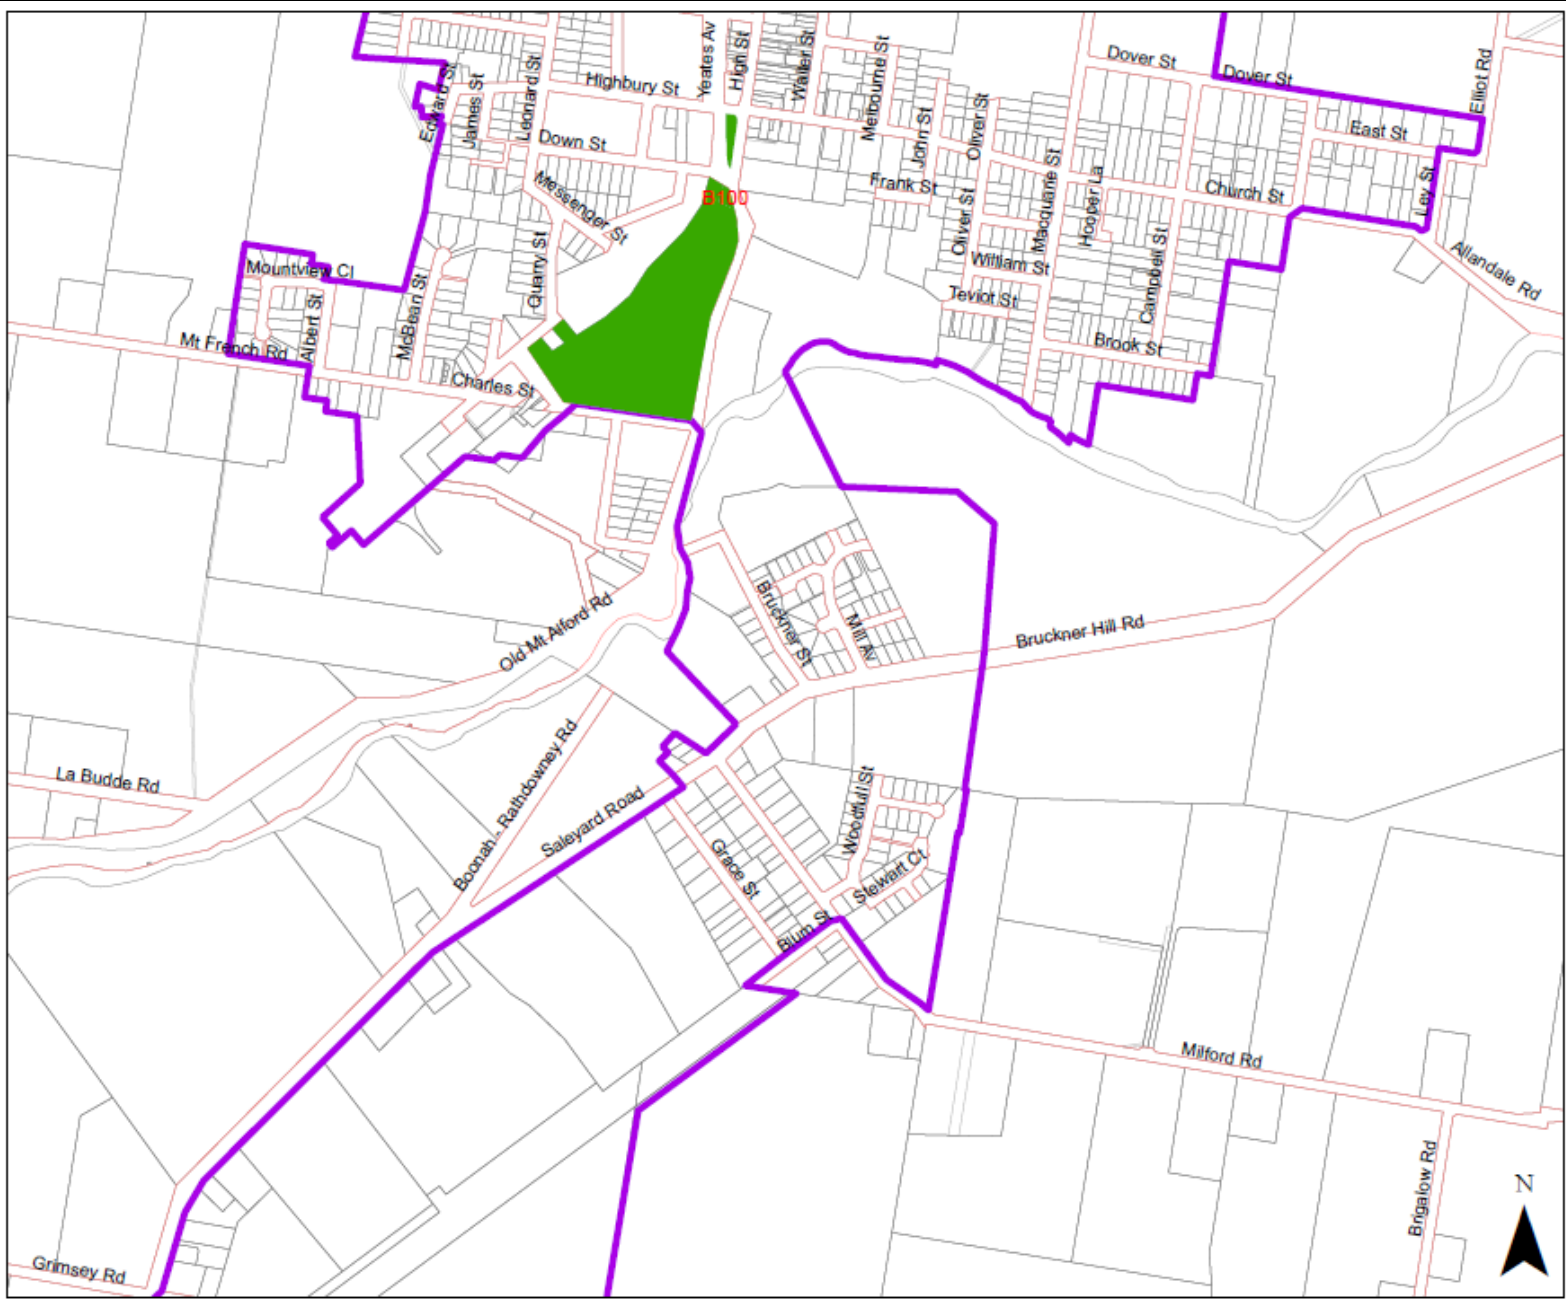 Yeates Av
High St
Waller St
Melbourne St
Dover St
Dover St
Elliot Rd
Edward St
James St
Leonard St
Highbury St
John St
Oliver St
East St
Down St
Messenger St
B100
Frank St
Oliver St
Macquarie St
Hooper La
Church St
Ley St
Quarry St
William St
Teviot St
Campbell St
Allandale Rd
Mountview Cl
Albert St
McBean St
Mt French Rd
Charles St
Brook St
Old Mt Alford Rd
Bruckner St
Mill Av
Bruckner Hill Rd
La Budde Rd
Boonah - Rathdowney Rd
Saleyard Road
Woodfull St
Grace St
Stewart Ct
Blum St
Milford Rd
Brigalow Rd
N
Grimsey Rd